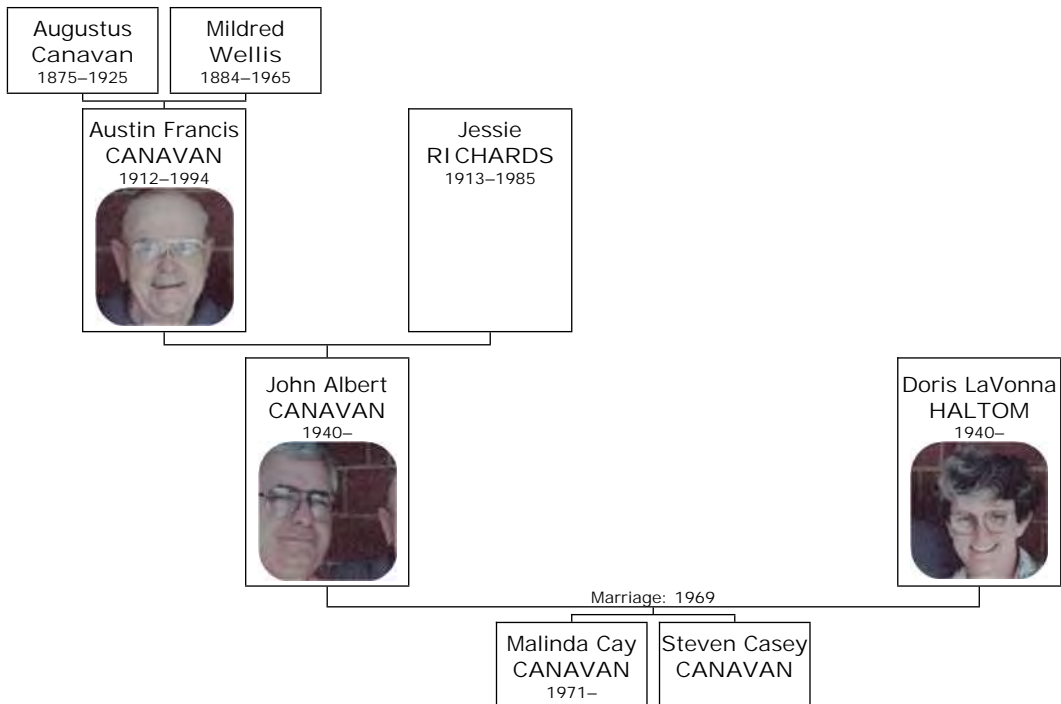 Augustus
Canavan
1875–1925
Mildred
Wellis
1884–1965
Austin Francis
CANAVAN
1912–1994
Jessie
RICHARDS
1913–1985
John Albert
CANAVAN
1940–
Doris LaVonna
HALTOM
1940–
Marriage: 1969
Malinda Cay
CANAVAN
1971–
Steven Casey
CANAVAN